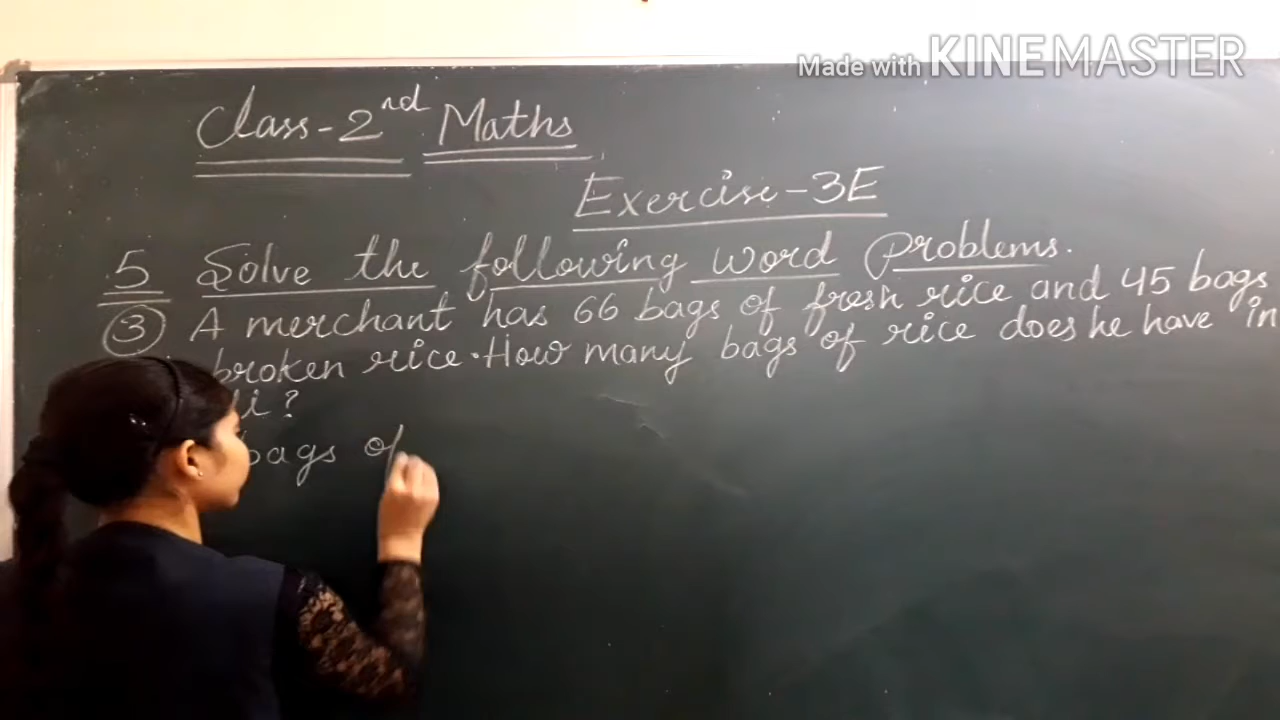 Made with KINEMASTER
Class-2nd Maths
Exercise-3E
5 Solve the following word problems.
③ A merchant has 66 bags of fresh rice and 45 bags
broken rice. How many bags of rice does he have in
?
bags of